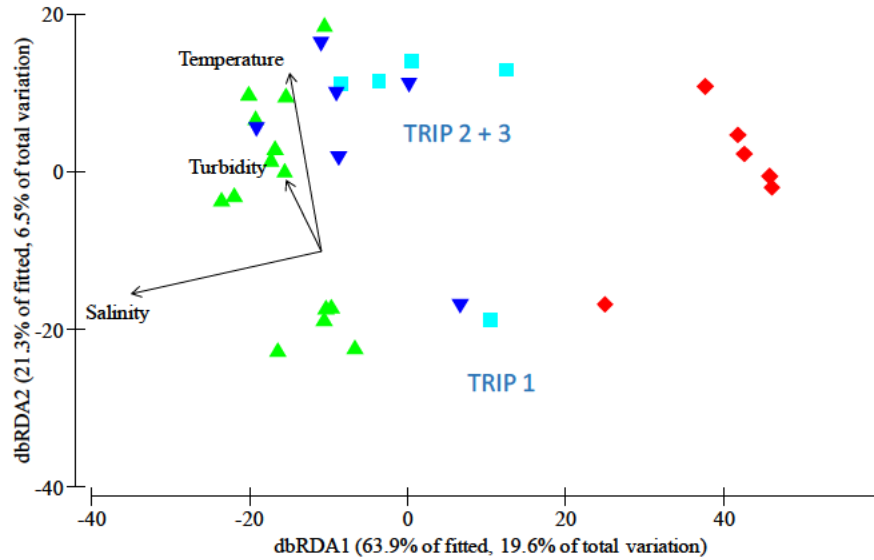 dbRDA2 (21.3% of fitted, 6.5% of total variation)
20
0
-20
-40
Temperature
TRIP 2 + 3
Turbidity
Salinity
TRIP 1
-40
-20
0
20
40
dbRDA1 (63.9% of fitted, 19.6% of total variation)